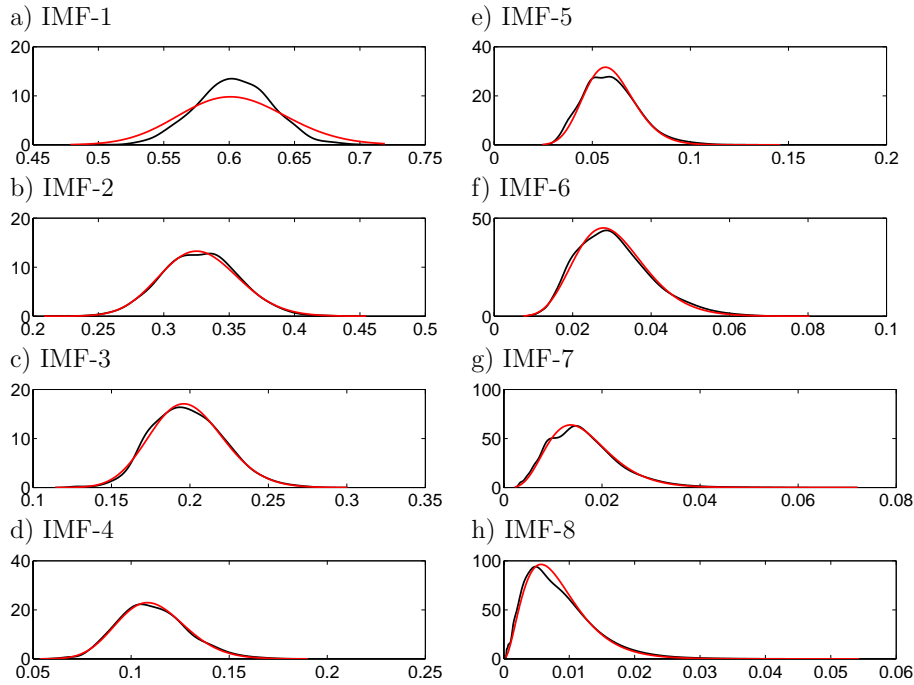 a) IMF-1
20
10
0
0.45 0.5 0.55 0.6 0.65 0.7 0.75
b) IMF-2
20
10
0
0.2 0.25 0.3 0.35 0.4 0.45 0.5
c) IMF-3
20
10
0
0.1 0.15 0.2 0.25 0.3 0.35
d) IMF-4
40
20
0
0.05 0.1 0.15 0.2 0.25
e) IMF-5
40
20
0
0 0.05 0.1 0.15 0.2
f) IMF-6
50
0
0 0.02 0.04 0.06 0.08 0.1
g) IMF-7
100
50
0
0 0.02 0.04 0.06 0.08
h) IMF-8
100
50
0
0 0.01 0.02 0.03 0.04 0.05 0.06